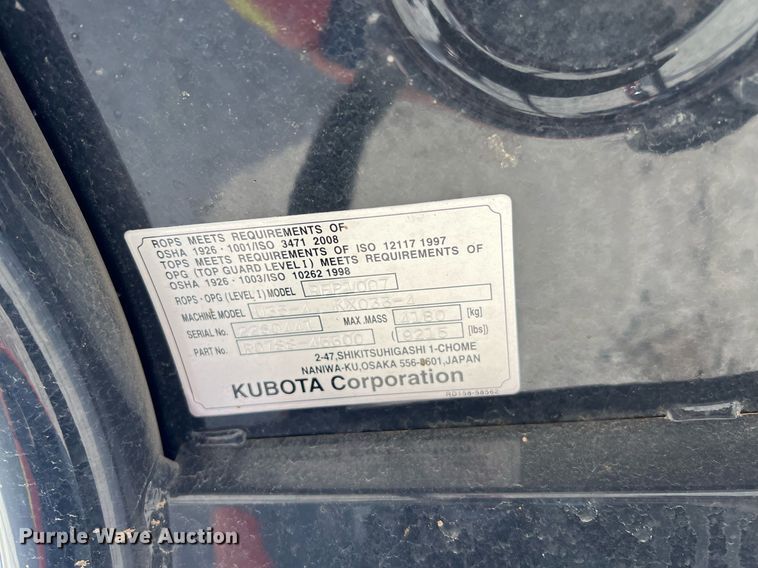 ROPS MEETS REQUIREMENTS OF
OSHA 1926・1001/ISO 3471 2008
TOPS MEETS REQUIREMENTS OF ISO 12117 1997
OPG (TOP GUARD LEVEL I) MEETS REQUIREMENTS OF
OSHA 1926・1003/ISO 10262 1998
ROPS・OPG (LEVEL I) MODEL
MACHINE MODEL KX033-4
SERIAL NO. MAX.MASS 4180 [kg]
PART NO. 9215 [lbs]
2-47,SHIKITSUHIGASHI 1-CHOME
NANIWA-KU,OSAKA 556-8601,JAPAN
KUBOTA Corporation
RD158-58562
Purple Wave Auction